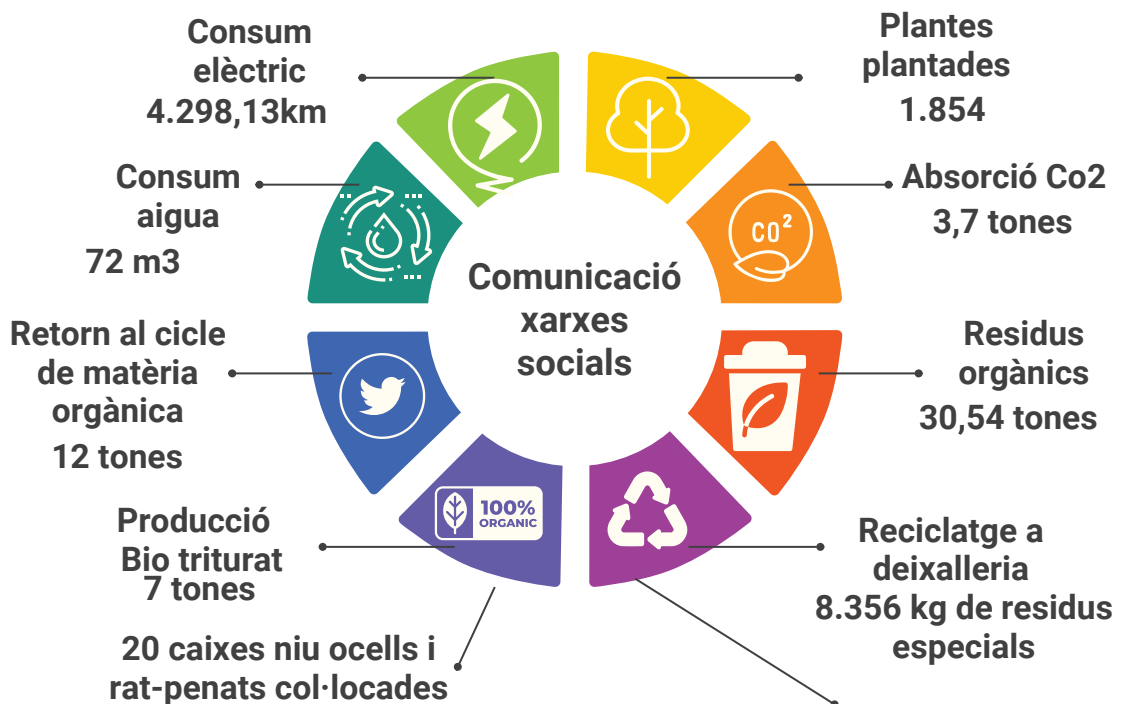 Consum
elèctric
4.298,13km
Plantes
plantades
1.854
Consum
aigua
72 m3
Absorció Co2
3,7 tones
CO²
Comunicació
xarxes
socials
Retorn al cicle
de matèria
orgànica
12 tones
Residus
orgànics
30,54 tones
100%
ORGANIC
Producció
Bio triturat
7 tones
Reciclatge a
deixalleria
8.356 kg de residus
especials
20 caixes niu ocells i
rat-penats col·locades